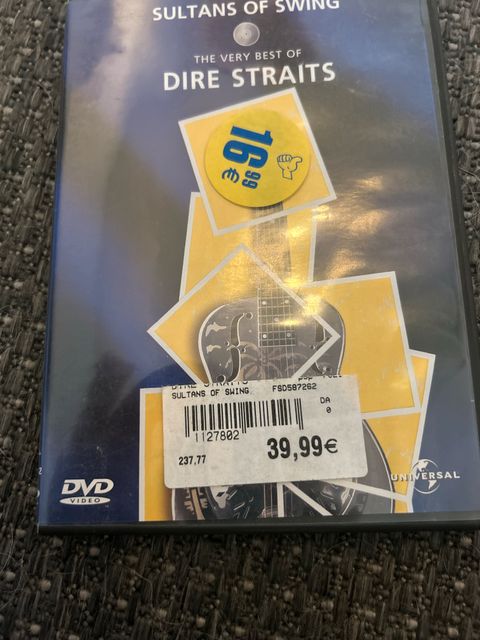 SULTANS OF SWING
THE VERY BEST OF
DIRE STRAITS
16 99 €
DIRE STRAITS
SULTANS OF SWING FSD587262
DA
0
1127802
237,77 39,99€
DVD
VIDEO
UNIVERSAL